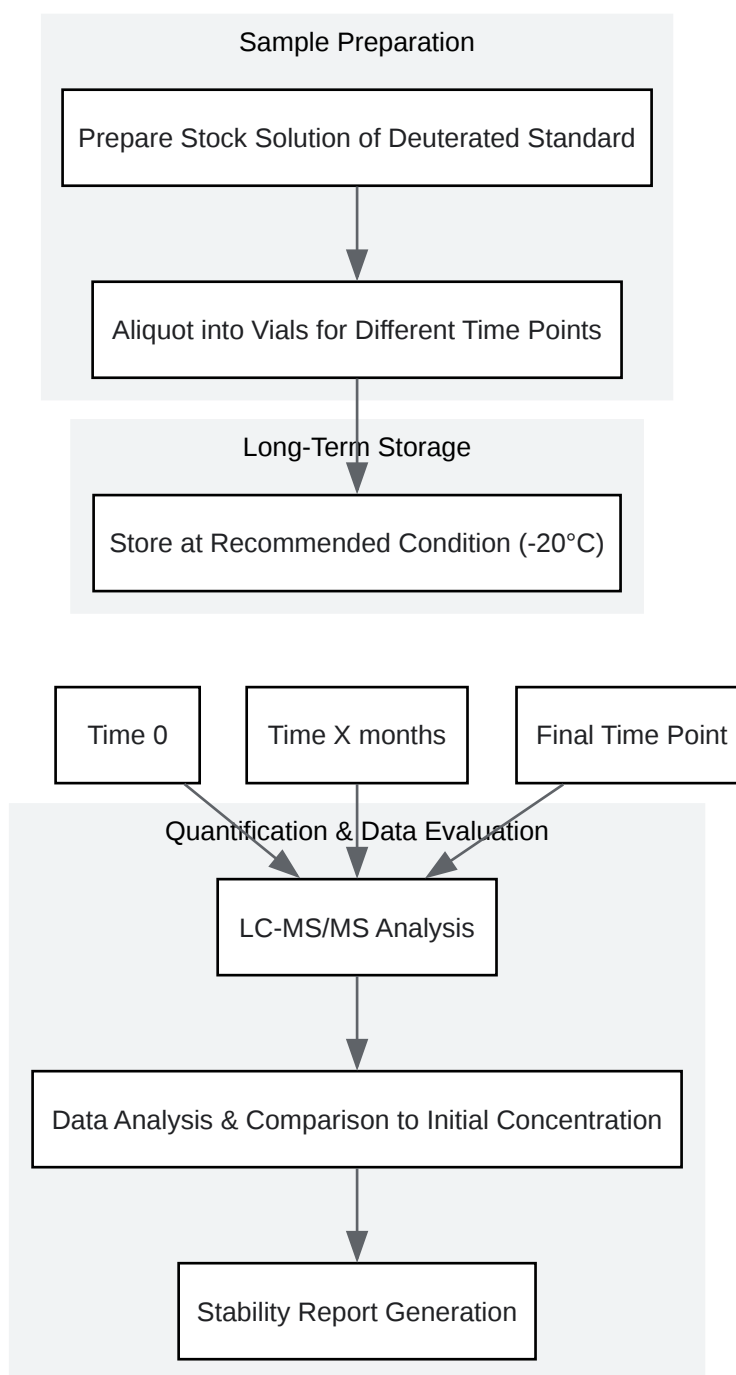 Sample Preparation
Prepare Stock Solution of Deuterated Standard
Aliquot into Vials for Different Time Points
Long-Term Storage
Store at Recommended Condition (-20°C)
Time 0
Time X months
Final Time Point
Quantification & Data Evaluation
LC-MS/MS Analysis
Data Analysis & Comparison to Initial Concentration
Stability Report Generation